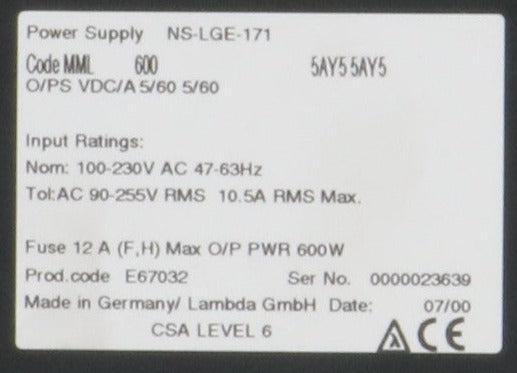 Power Supply NS-LGE-171
Code MML 600 5AY5 5AY5
O/PS VDC/A 5/60 5/60
Input Ratings:
Nom: 100-230V AC 47-63Hz
Tol:AC 90-255V RMS 10.5A RMS Max.
Fuse 12 A (F,H) Max O/P PWR 600W
Prod.code E67032 Ser No. 0000023639
Made in Germany/ Lambda GmbH Date: 07/00
CSA LEVEL 6 λ CE